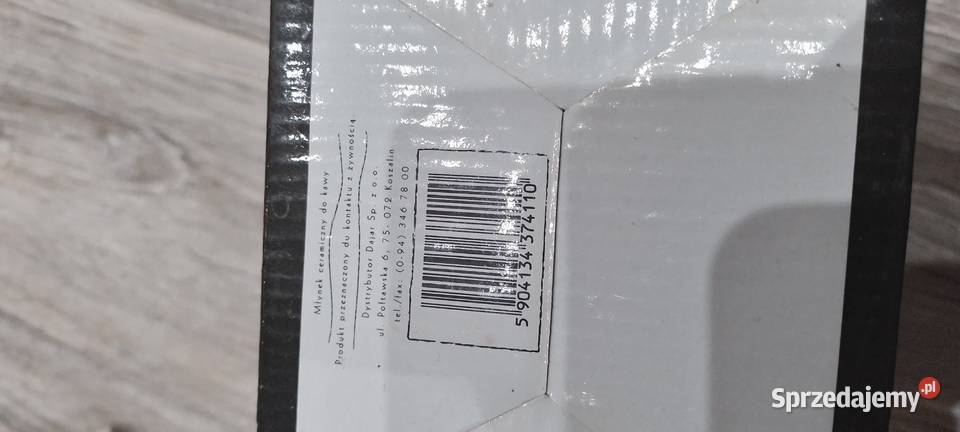 Młynek ceramiczny do kawy
Produkt przeznaczony du kontaktu z żywnością
Dystrybutor Dajar Sp. z o.o.
ul. Połtawska 6, 75- 072 Koszalin
tel./fax: (0-94) 346 78 00
5 904134 374110
Sprzedajemy.pl